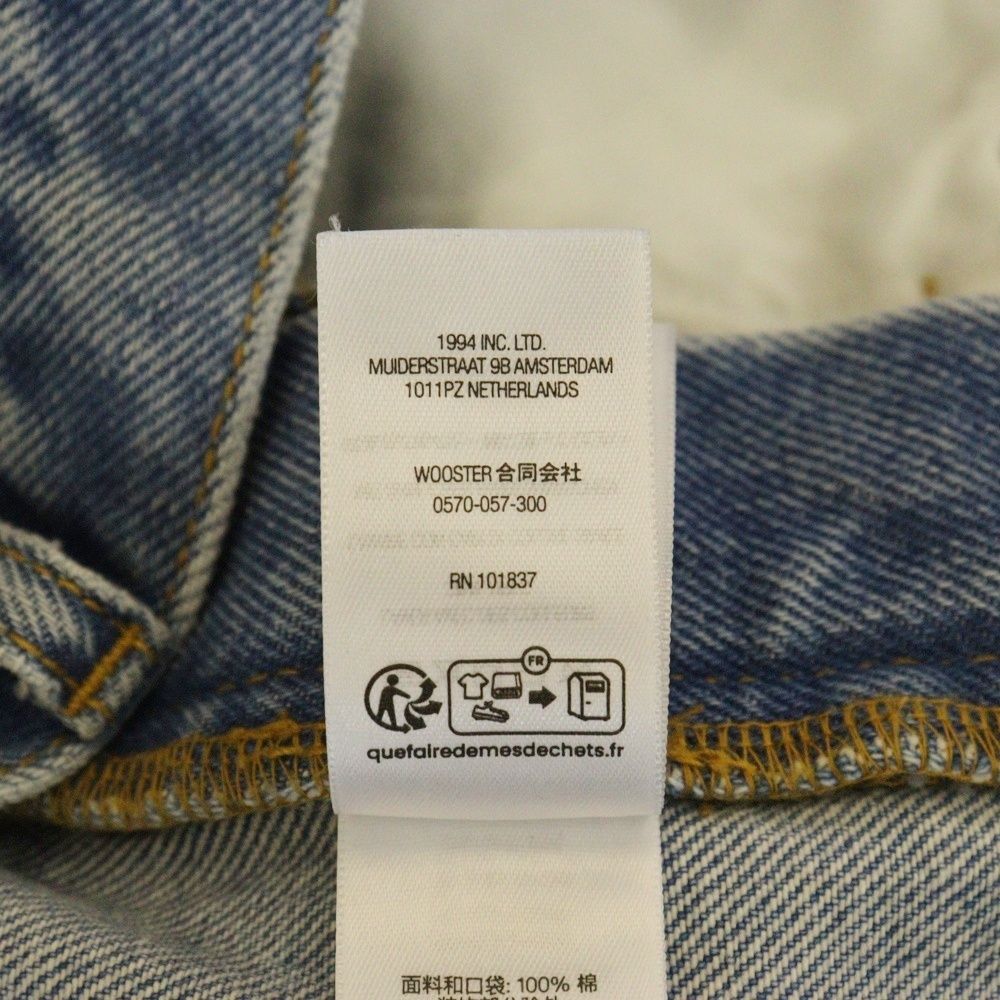 1994 INC. LTD.
MUIDERSTRAAT 9B AMSTERDAM
1011PZ NETHERLANDS
WOOSTER 合同会社
0570-057-300
RN 101837
FR
quefairedemesdechets.fr
面料和口袋: 100% 棉